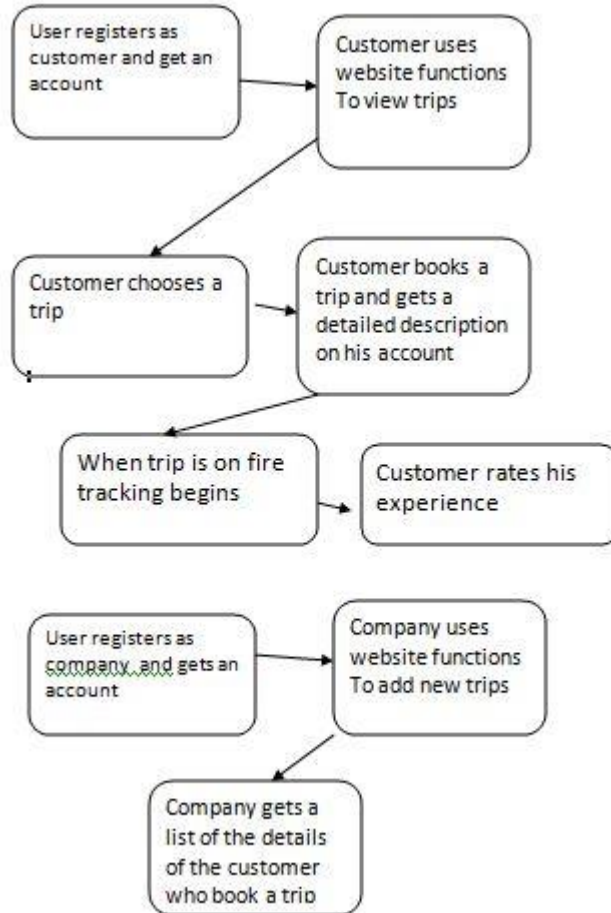 User registers as
customer and get an
account
Customer uses
website functions
To view trips
Customer chooses a
trip
Customer books a
trip and gets a
detailed description
on his account
When trip is on fire
tracking begins
Customer rates his
experience
User registers as
company and gets an
account
Company uses
website functions
To add new trips
Company gets a
list of the details
of the customer
who book a trip